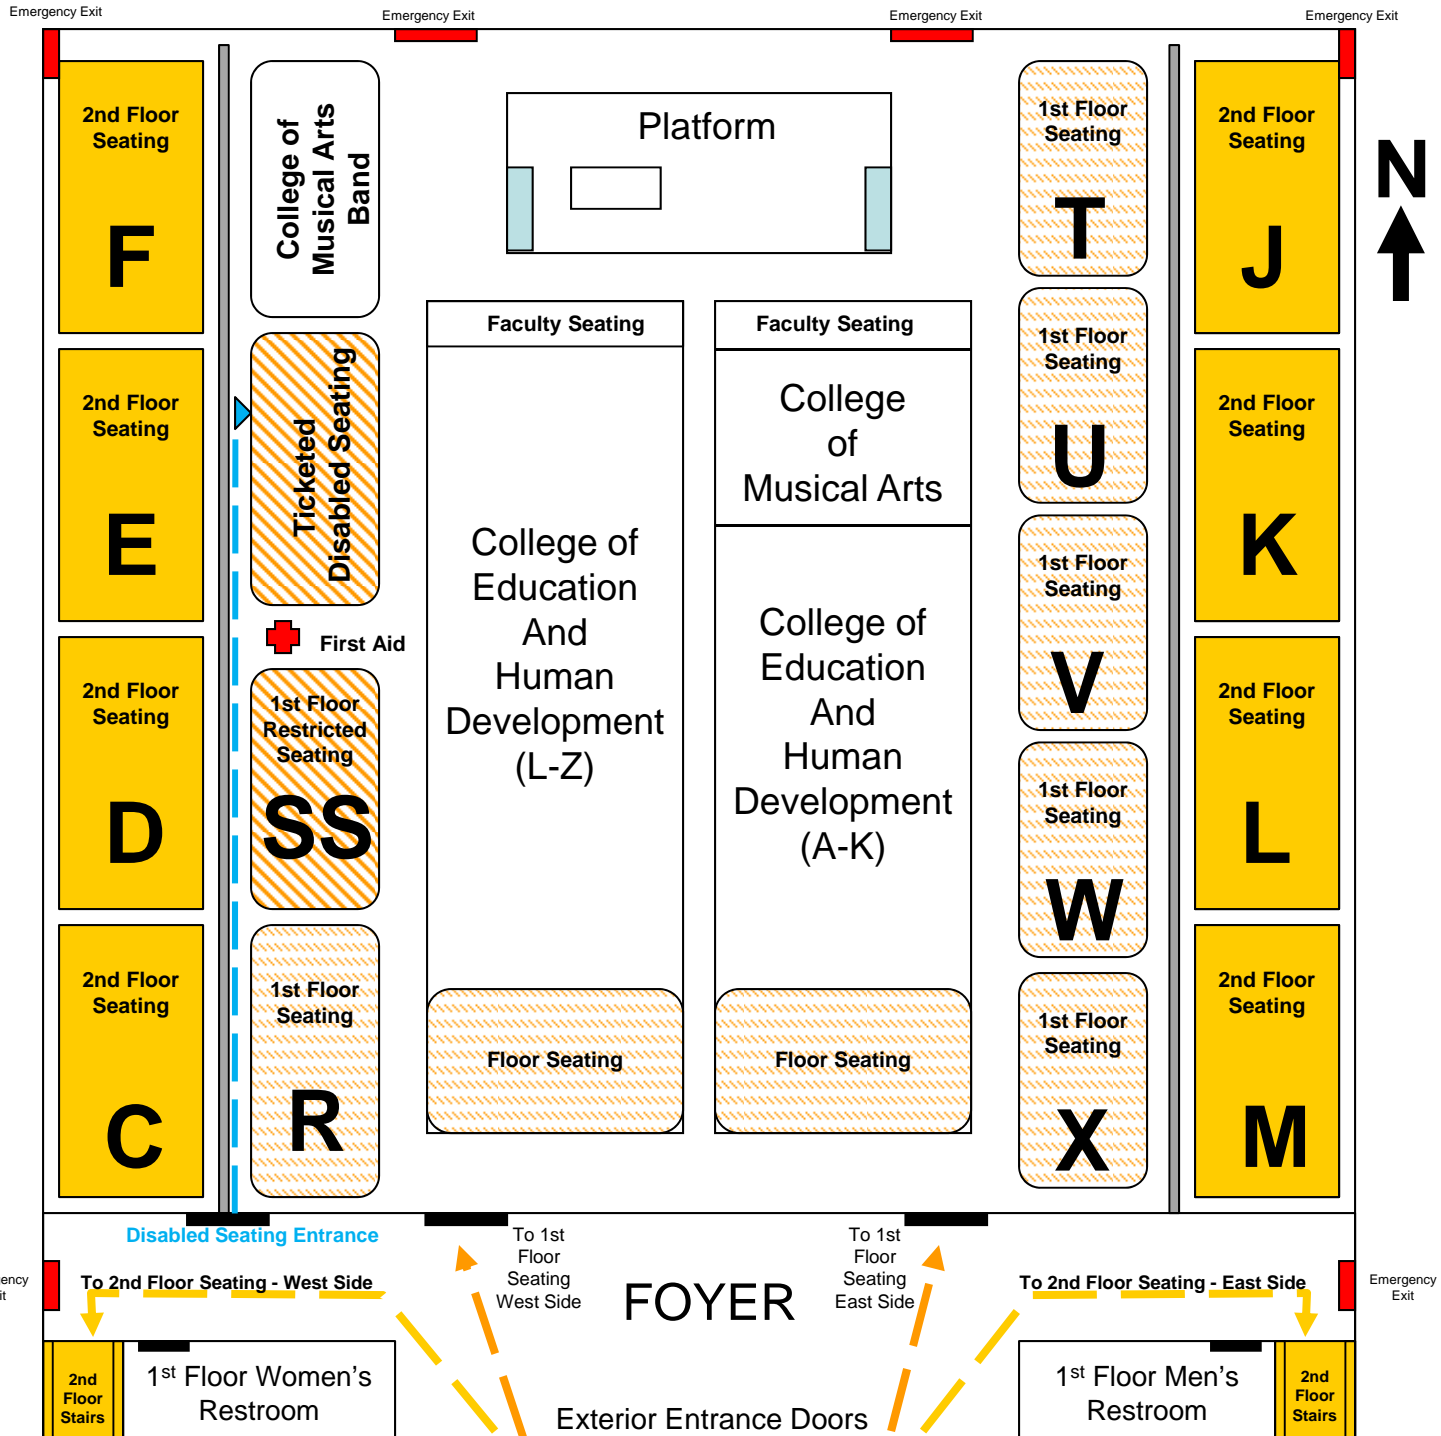 Emergency Exit
Emergency Exit
Emergency Exit
Emergency Exit
2nd Floor
Seating
F
College of
Musical Arts
Band
Platform
1st Floor
Seating
T
2nd Floor
Seating
J
N
Faculty Seating
Faculty Seating
1st Floor
Seating
U
2nd Floor
Seating
E
Ticketed
Disabled Seating
College
of
Musical Arts
2nd Floor
Seating
K
College of
Education
And
Human
Development
(L-Z)
1st Floor
Seating
V
First Aid
College of
Education
And
Human
Development
(A-K)
2nd Floor
Seating
D
1st Floor
Restricted
Seating
SS
1st Floor
Seating
W
2nd Floor
Seating
L
2nd Floor
Seating
C
1st Floor
Seating
R
Floor Seating
Floor Seating
1st Floor
Seating
X
2nd Floor
Seating
M
Disabled Seating Entrance
To 1st
Floor
Seating
West Side
To 1st
Floor
Seating
East Side
To 2nd Floor Seating - West Side
FOYER
To 2nd Floor Seating - East Side
Emergency
Exit
2nd
Floor
Stairs
1st Floor Women's
Restroom
Exterior Entrance Doors
1st Floor Men's
Restroom
2nd
Floor
Stairs